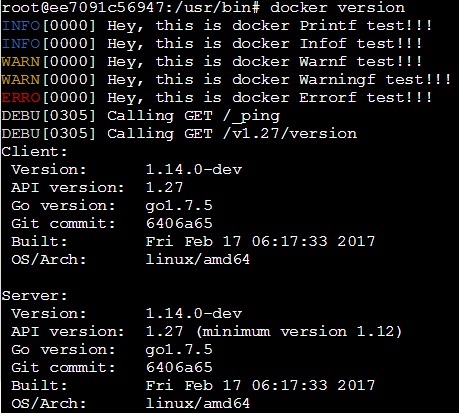 root@ee7091c56947:/usr/bin# docker version
INFO[0000] Hey, this is docker Printf test!!!
INFO[0000] Hey, this is docker Infof test!!!
WARN[0000] Hey, this is docker Warnf test!!!
WARN[0000] Hey, this is docker Warningf test!!!
ERRO[0000] Hey, this is docker Errorf test!!!
DEBU[0305] Calling GET /_ping
DEBU[0305] Calling GET /v1.27/version
Client:
 Version:      1.14.0-dev
 API version:  1.27
 Go version:   go1.7.5
 Git commit:   6406a65
 Built:        Fri Feb 17 06:17:33 2017
 OS/Arch:      linux/amd64

Server:
 Version:      1.14.0-dev
 API version:  1.27 (minimum version 1.12)
 Go version:   go1.7.5
 Git commit:   6406a65
 Built:        Fri Feb 17 06:17:33 2017
 OS/Arch:      linux/amd64